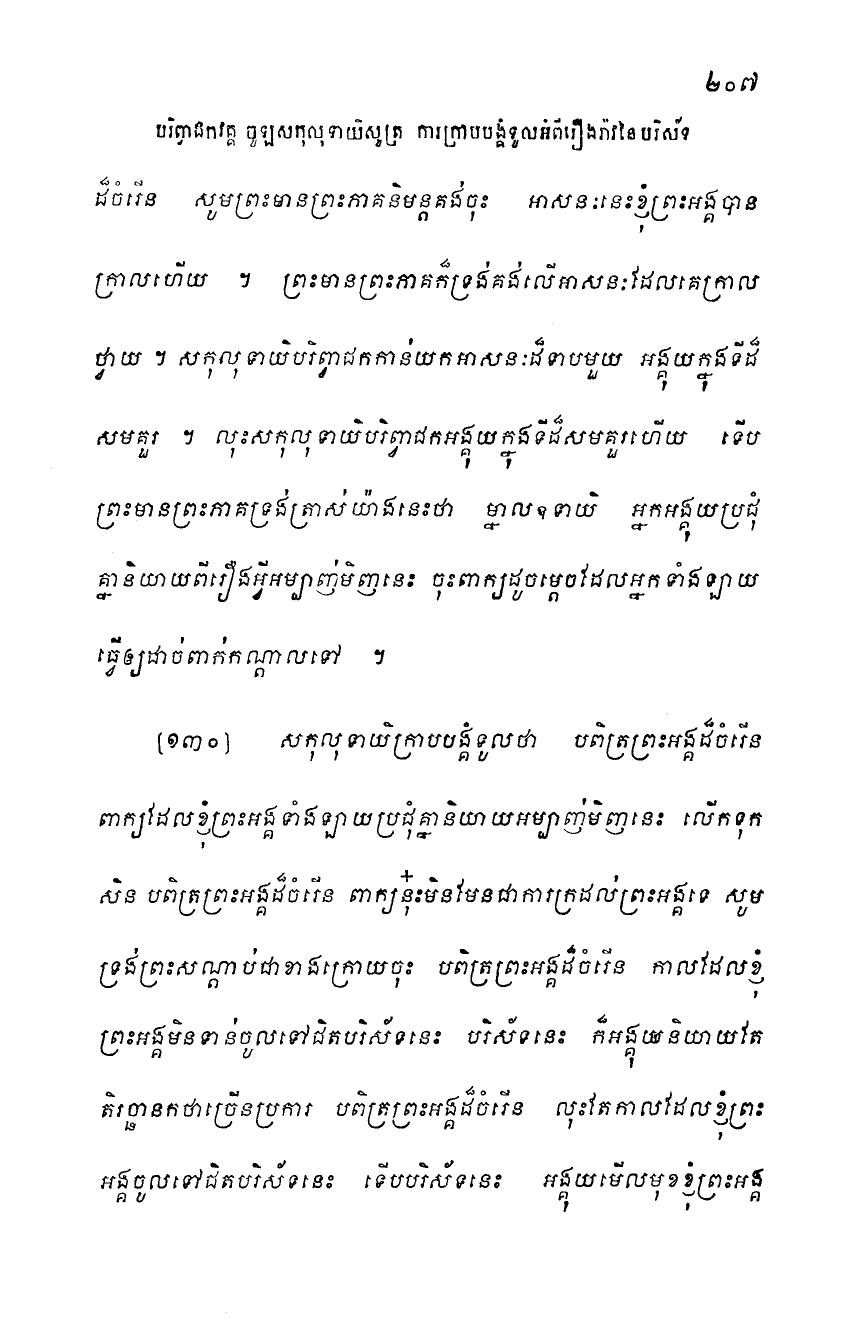 ២០៧
បរិព្វាជកវគ្គ ចូឡសកុលុទាយិសូត្រ ការក្រាបបង្គំទូលអំពីរឿងរ៉ាវនៃបរិស័ទ
ដ៏ចំរើន សូមព្រះមានព្រះភាគនិមន្តគង់ចុះ អាសនៈនេះខ្ញុំព្រះអង្គបាន
ក្រាលហើយ ។ ព្រះមានព្រះភាគក៏ទ្រង់គង់លើអាសនៈដែលគេក្រាល
ថ្វាយ ។ សកុលុទាយិបរិព្វាជកកាន់យកអាសនៈដ៏ទាបមួយ អង្គុយក្នុងទីដ៏
សមគួរ ។ លុះសកុលុទាយិបរិព្វាជកអង្គុយក្នុងទីដ៏សមគួរហើយ ទើប
ព្រះមានព្រះភាគទ្រង់ត្រាស់យ៉ាងនេះថា ម្នាលឧទាយិ អ្នកអង្គុយប្រជុំ
គ្នានិយាយពីរឿងអ្វីអម្បាញ់មិញនេះ ចុះពាក្យដូចម្តេចដែលអ្នកទាំងឡាយ
ធ្វើឲ្យដាច់ពាក់កណ្តាលទៅ ។
(១៣០) សកុលុទាយិក្រាបបង្គំទូលថា បពិត្រព្រះអង្គដ៏ចំរើន
ពាក្យដែលខ្ញុំព្រះអង្គទាំងឡាយប្រជុំគ្នានិយាយអម្បាញ់មិញនេះ លើកទុក
សិន បពិត្រព្រះអង្គដ៏ចំរើន ពាក្យនុ៎ះមិនមែនជាការក្រដល់ព្រះអង្គទេ សូម
ទ្រង់ព្រះសណ្តាប់ជាខាងក្រោយចុះ បពិត្រព្រះអង្គដ៏ចំរើន កាលដែលខ្ញុំ
ព្រះអង្គមិនទាន់ចូលទៅជិតបរិស័ទនេះ បរិស័ទនេះ ក៏អង្គុយនិយាយតែ
តិរច្ឆានកថាច្រើនប្រការ បពិត្រព្រះអង្គដ៏ចំរើន លុះតែកាលដែលខ្ញុំព្រះ
អង្គចូលទៅជិតបរិស័ទនេះ ទើបបរិស័ទនេះ អង្គុយមើលមុខខ្ញុំព្រះអង្គ